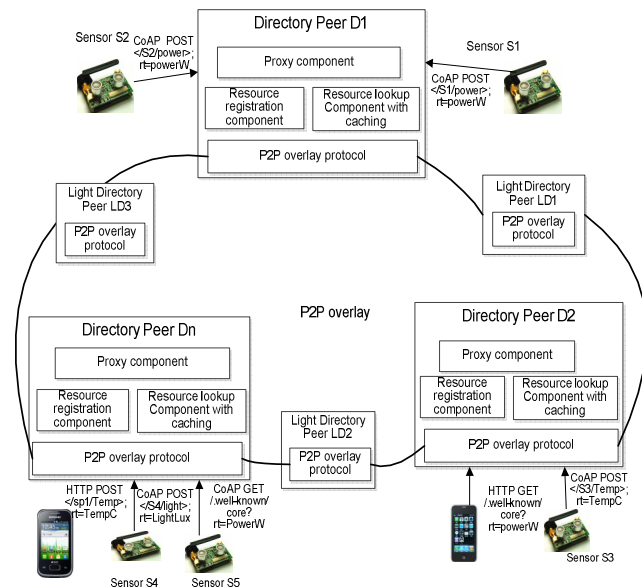 Directory Peer D1
Sensor S2
CoAP POST
</S2/power>;
rt=powerW
Sensor S1
CoAP POST
</S1/power>;
rt=powerW
Proxy component
Resource
registration
component
Resource lookup
Component with
caching
P2P overlay protocol
Light Directory
Peer LD3
P2P overlay
protocol
Light Directory
Peer LD1
P2P overlay
protocol
P2P overlay
Directory Peer Dn
Proxy component
Resource
registration
component
Resource lookup
Component with
caching
P2P overlay protocol
Light Directory
Peer LD2
P2P overlay
protocol
Directory Peer D2
Proxy component
Resource
registration
component
Resource lookup
Component with
caching
P2P overlay protocol
HTTP POST
</sp1/Temp>;
rt=TempC
CoAP POST
</S4/light>;
rt=LightLux
CoAP GET
/.well-known/
core?
rt=PowerW
HTTP GET
/.well-known/
core?
rt=powerW
CoAP POST
</S3/Temp>;
rt=TempC
Sensor S4
Sensor S5
Sensor S3